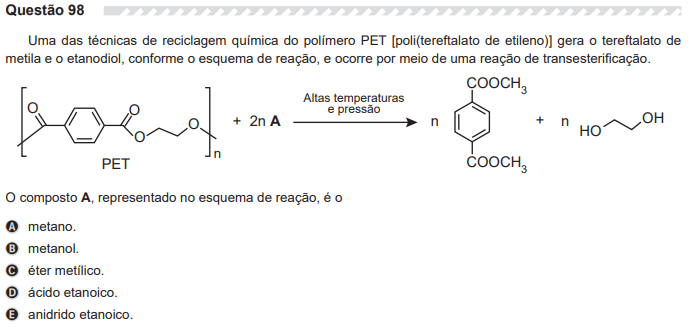 Questão 98
Uma das técnicas de reciclagem química do polímero PET [poli(tereftalato de etileno)] gera o tereftalato de
metila e o etanodiol, conforme o esquema de reação, e ocorre por meio de uma reação de transesterificação.
O
O
O
O
n
PET
+ 2n A
Altas temperaturas
e pressão
n
COOCH3
COOCH3
+ n
HO
OH
O composto A, representado no esquema de reação, é o
A metano.
B metanol.
C éter metílico.
D ácido etanoico.
E anidrido etanoico.